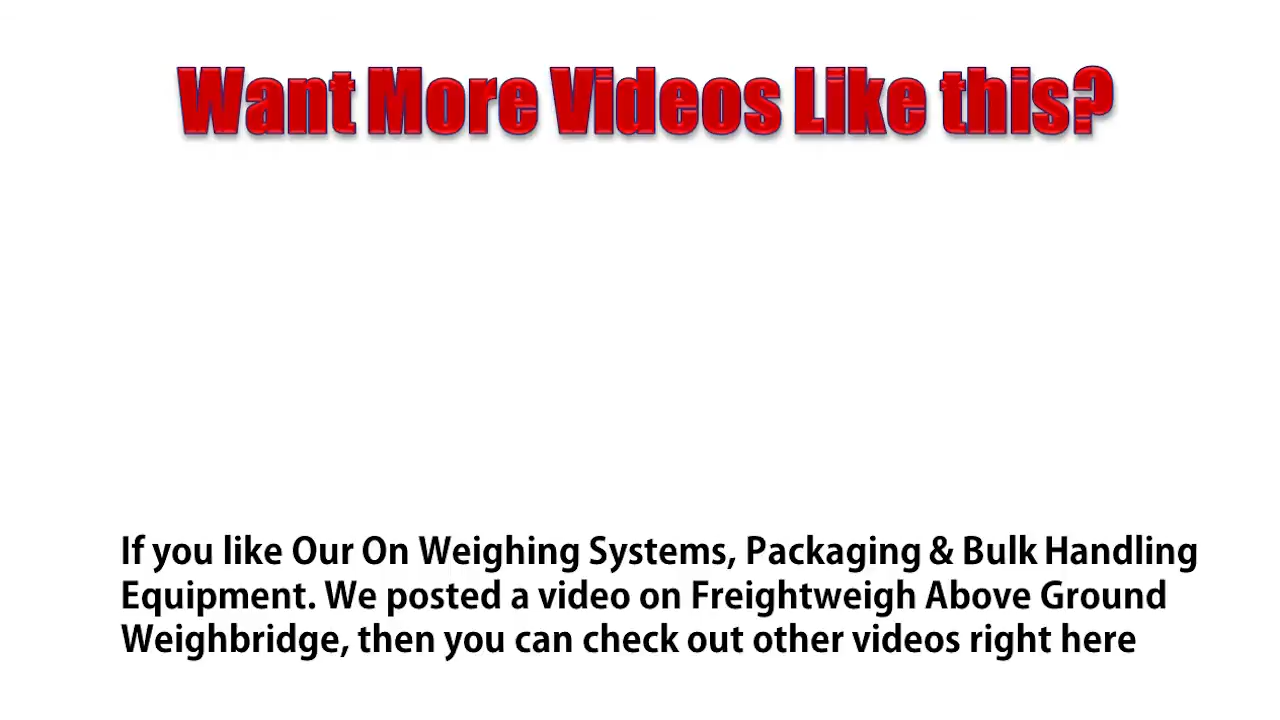 Want More Videos Like this?
If you like Our On Weighing Systems, Packaging & Bulk Handling
Equipment. We posted a video on Freightweigh Above Ground
Weighbridge, then you can check out other videos right here